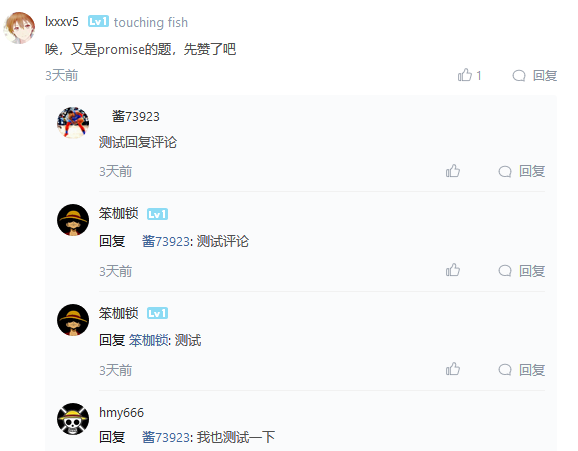 lxxxv5 Lv1 touching fish
唉，又是promise的题，先赞了吧
3天前 1 回复
酱73923
测试回复评论
3天前 回复
笨枷锁 Lv1
回复 酱73923: 测试评论
3天前 回复
笨枷锁 Lv1
回复 笨枷锁: 测试
3天前 回复
hmy666
回复 酱73923: 我也测试一下